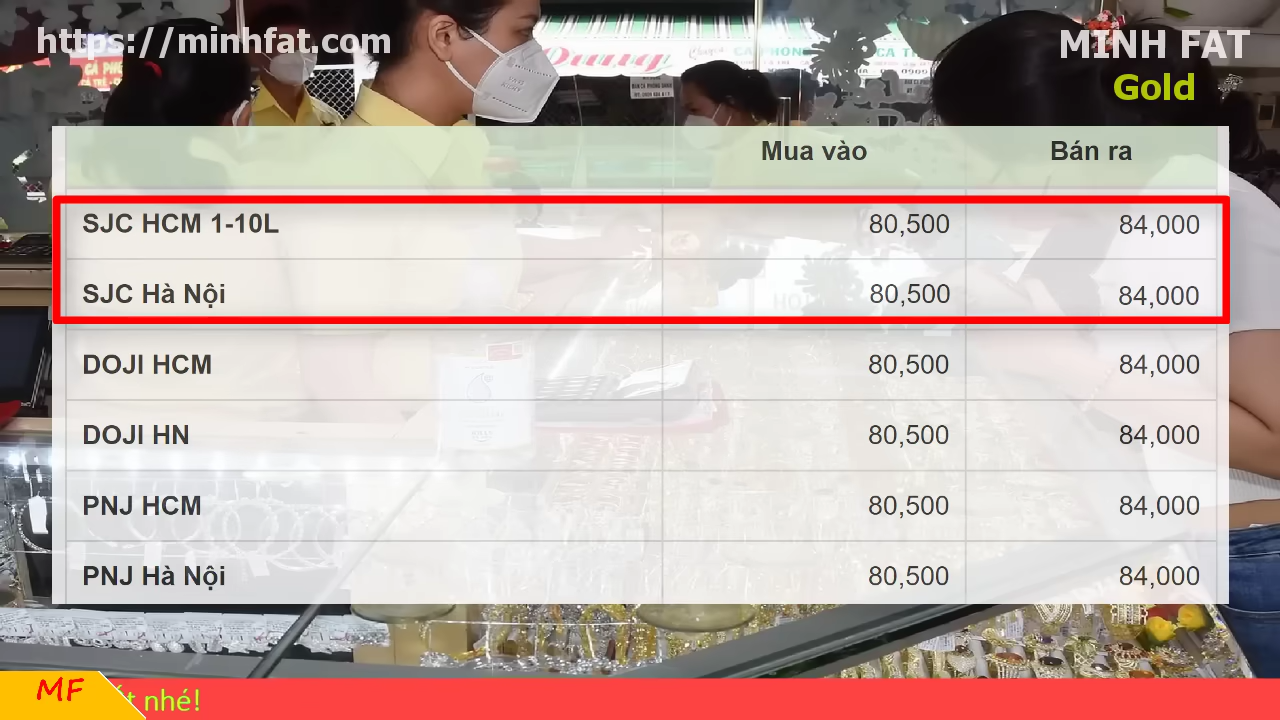 https://minhfat.com
MINH FAT
Gold
Mua vào Bán ra
SJC HCM 1-10L 80,500 84,000
SJC Hà Nội 80,500 84,000
DOJI HCM 80,500 84,000
DOJI HN 80,500 84,000
PNJ HCM 80,500 84,000
PNJ Hà Nội 80,500 84,000
MF
nhé!